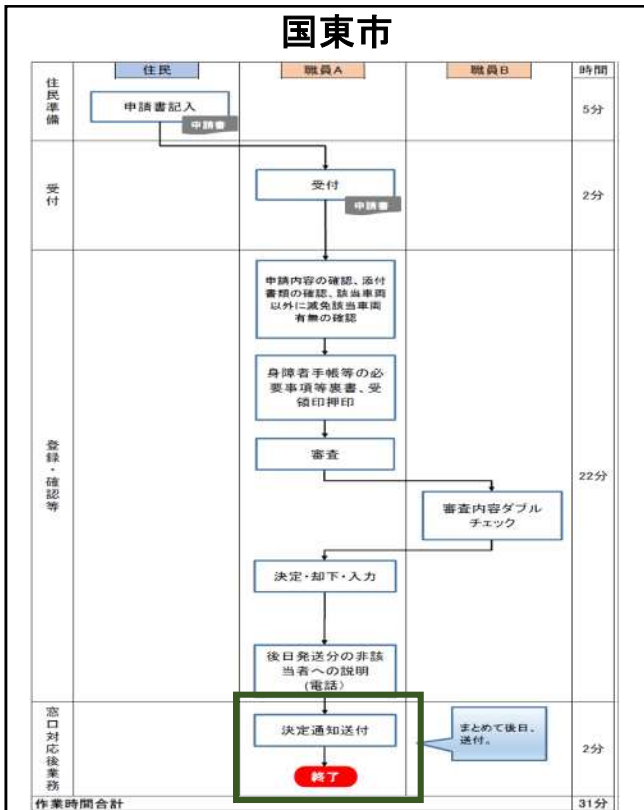 国東市
住民
職員A
職員B
時間
住民準備
申請書記入
申請書
5分
受付
受付
申請書
2分
登録・確認等
申請内容の確認、添付
書類の確認、該当車両
以外に減免該当車両
有無の確認
身障者手帳等の必
要事項等裏書、受
領印押印
審査
審査内容ダブル
チェック
決定・却下・入力
後日発送分の非該
当者への説明
(電話)
22分
窓口対応後業務
決定通知送付
まとめて後日、
送付。
終了
2分
作業時間合計
31分